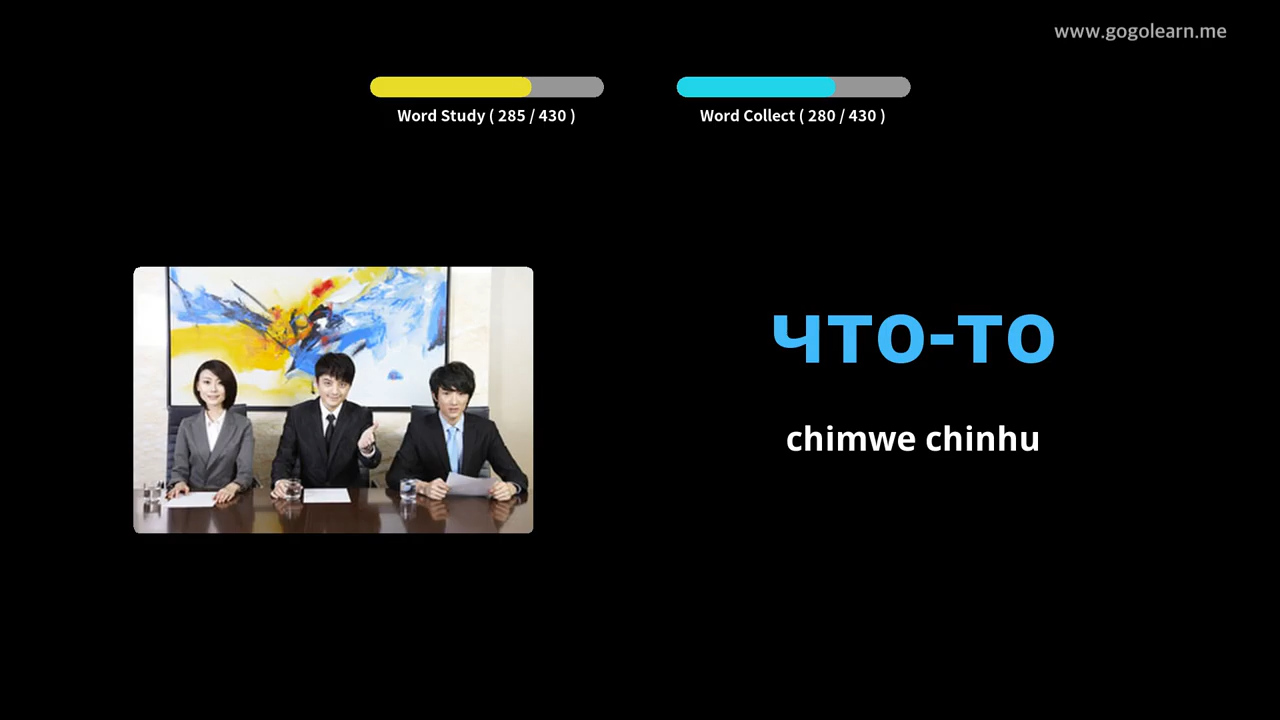 www.gogolearn.me
Word Study ( 285 / 430 )
Word Collect ( 280 / 430 )
что-то
chimwe chinhu